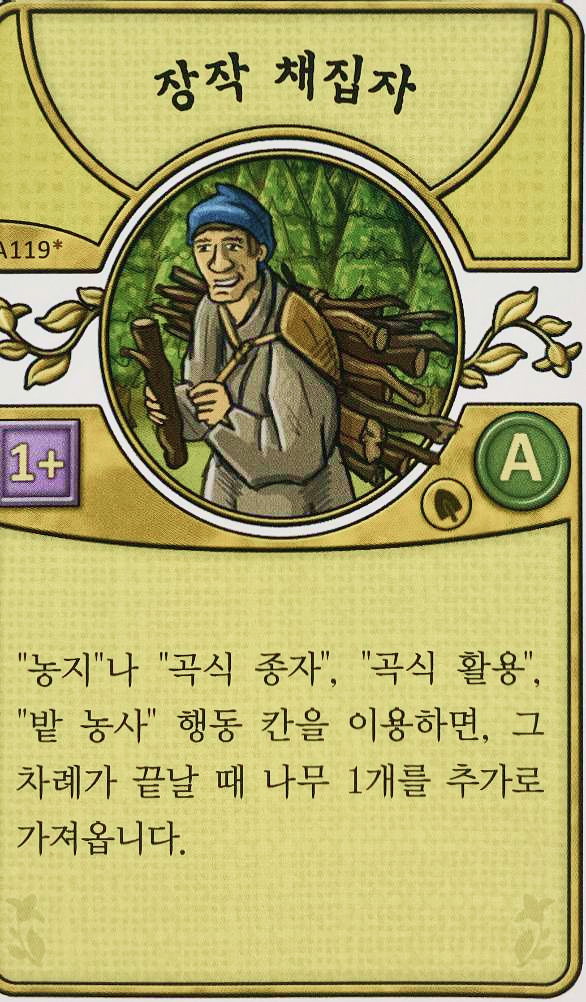 장작 채집자
A119*
1+
A
"농지"나 "곡식 종자", "곡식 활용",
"밭 농사" 행동 칸을 이용하면, 그
차례가 끝날 때 나무 1개를 추가로
가져옵니다.